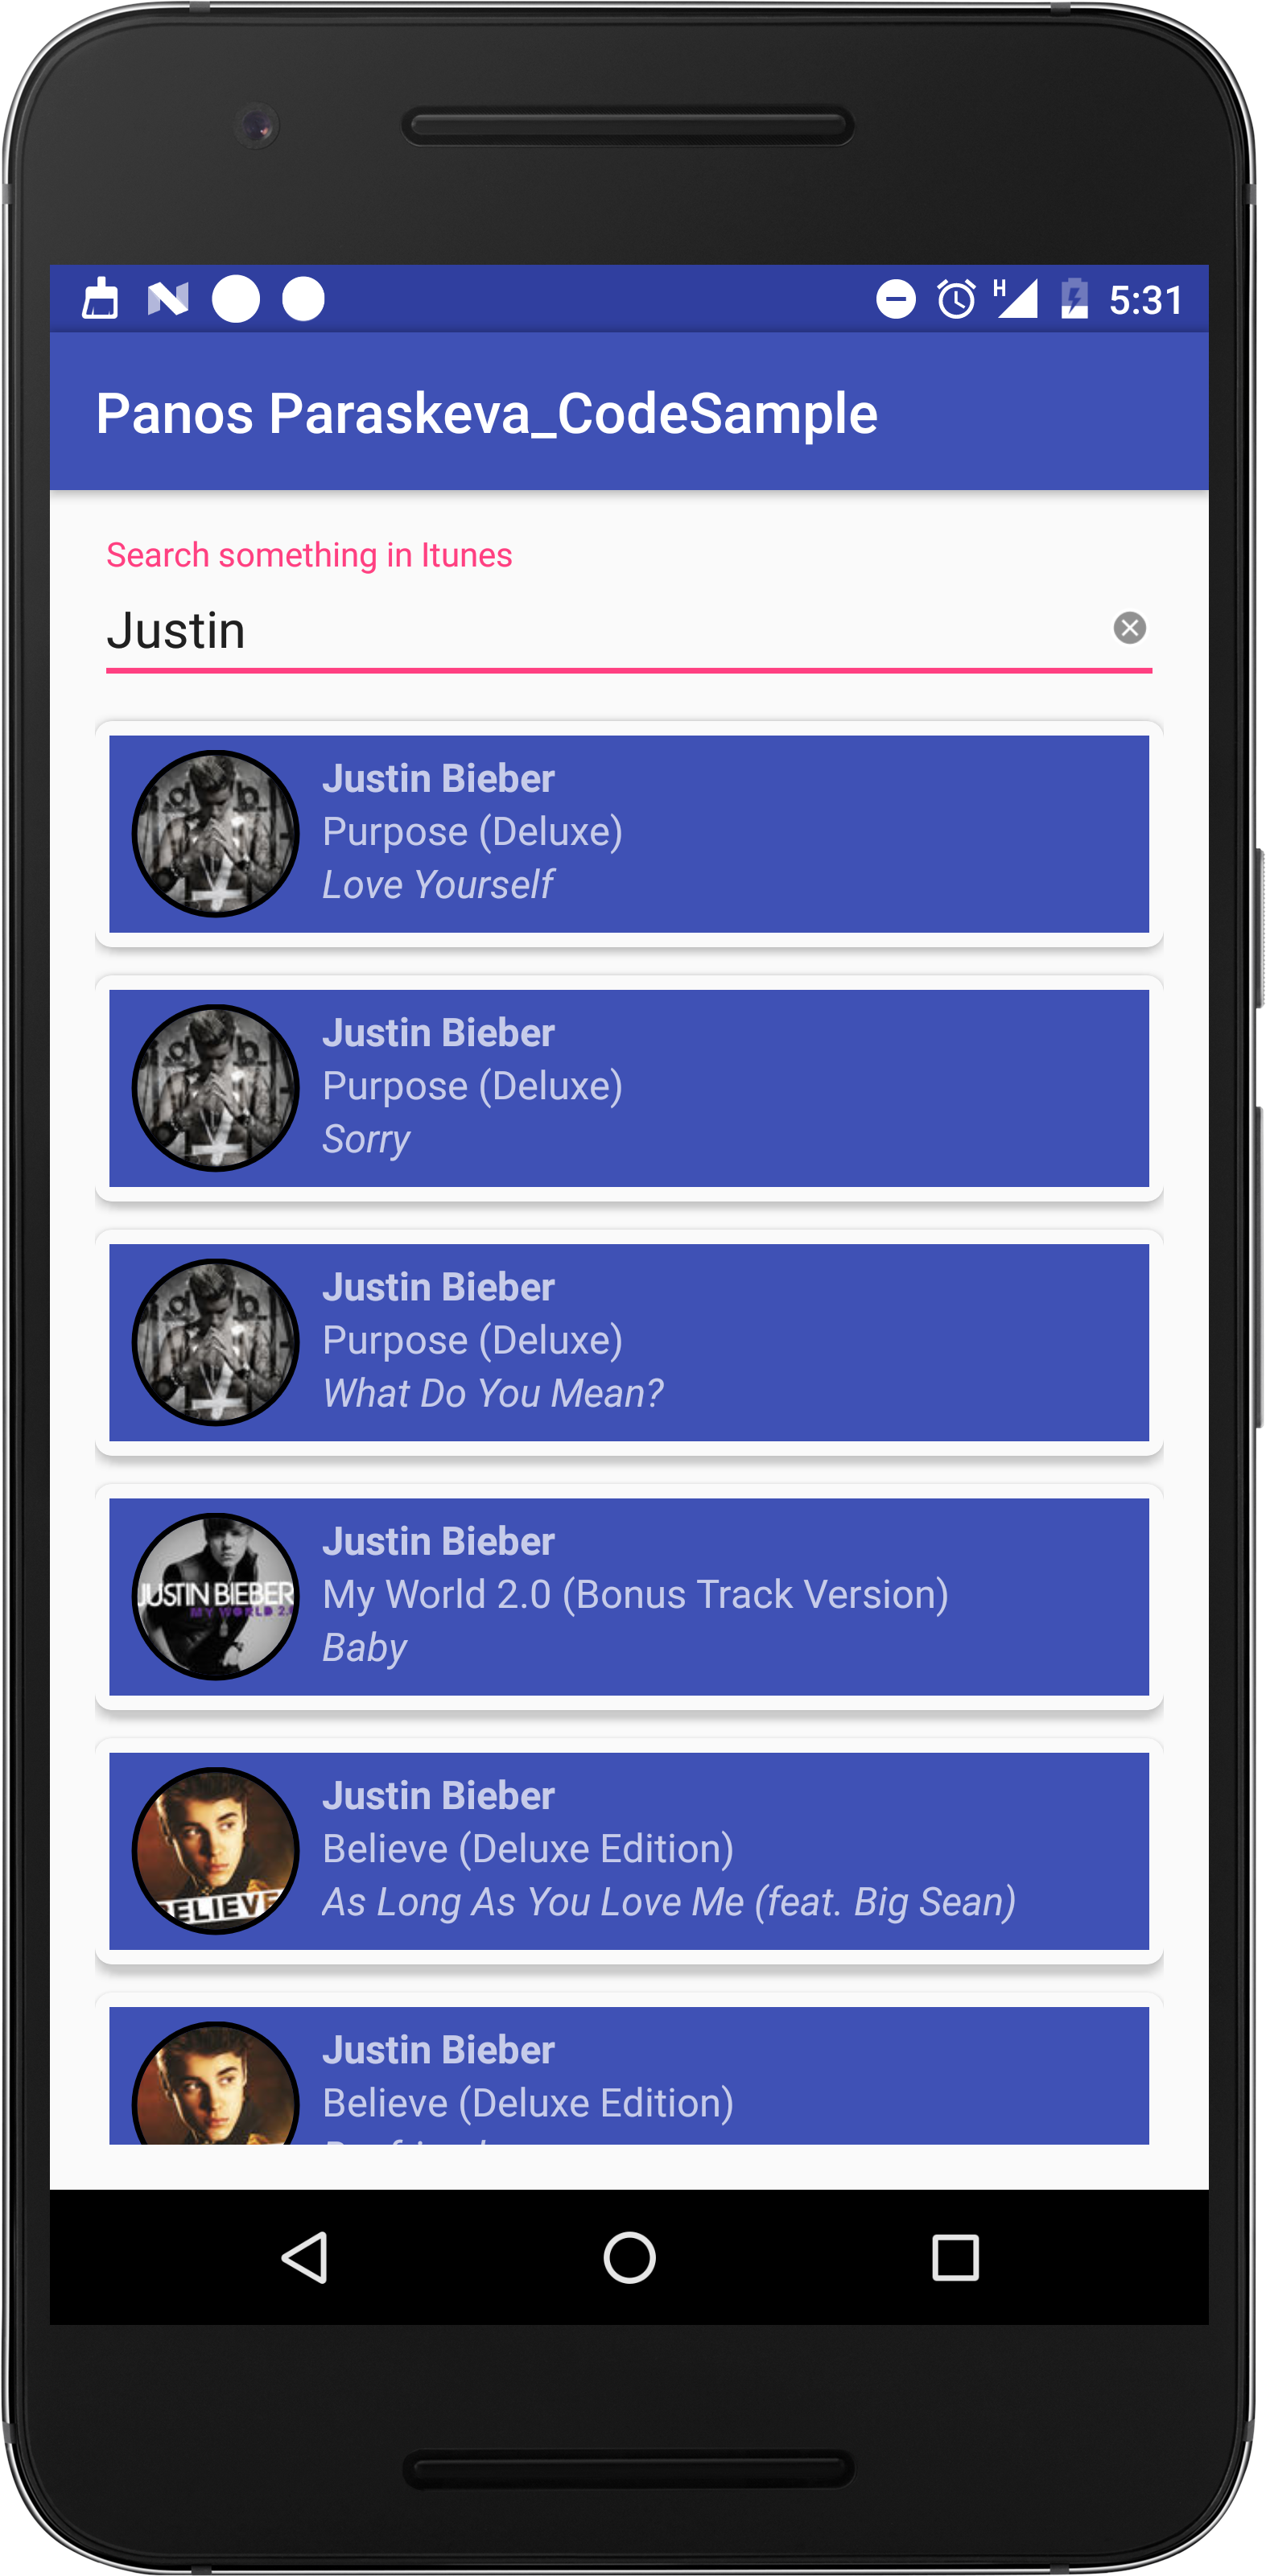 H 5:31
Panos Paraskeva_CodeSample
Search something in Itunes
Justin
Justin Bieber
Purpose (Deluxe)
Love Yourself
Justin Bieber
Purpose (Deluxe)
Sorry
Justin Bieber
Purpose (Deluxe)
What Do You Mean?
JUSTIN BIEBER
MY WORLD 2.0
Justin Bieber
My World 2.0 (Bonus Track Version)
Baby
BELIEVE
Justin Bieber
Believe (Deluxe Edition)
As Long As You Love Me (feat. Big Sean)
Justin Bieber
Believe (Deluxe Edition)